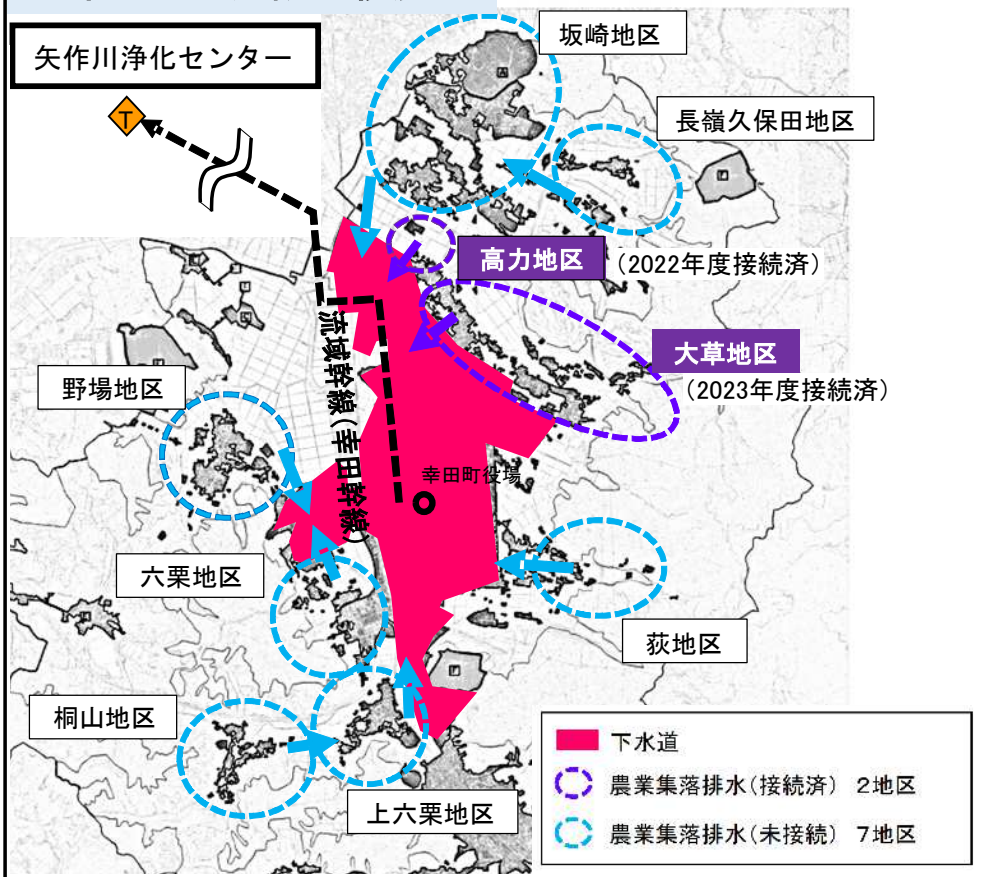 矢作川浄化センター
T
坂崎地区
長嶺久保田地区
高力地区
(2022年度接続済)
大草地区
(2023年度接続済)
野場地区
流域幹線(幸田幹線)
幸田町役場
六栗地区
荻地区
桐山地区
上六栗地区
下水道
農業集落排水(接続済) 2地区
農業集落排水(未接続) 7地区